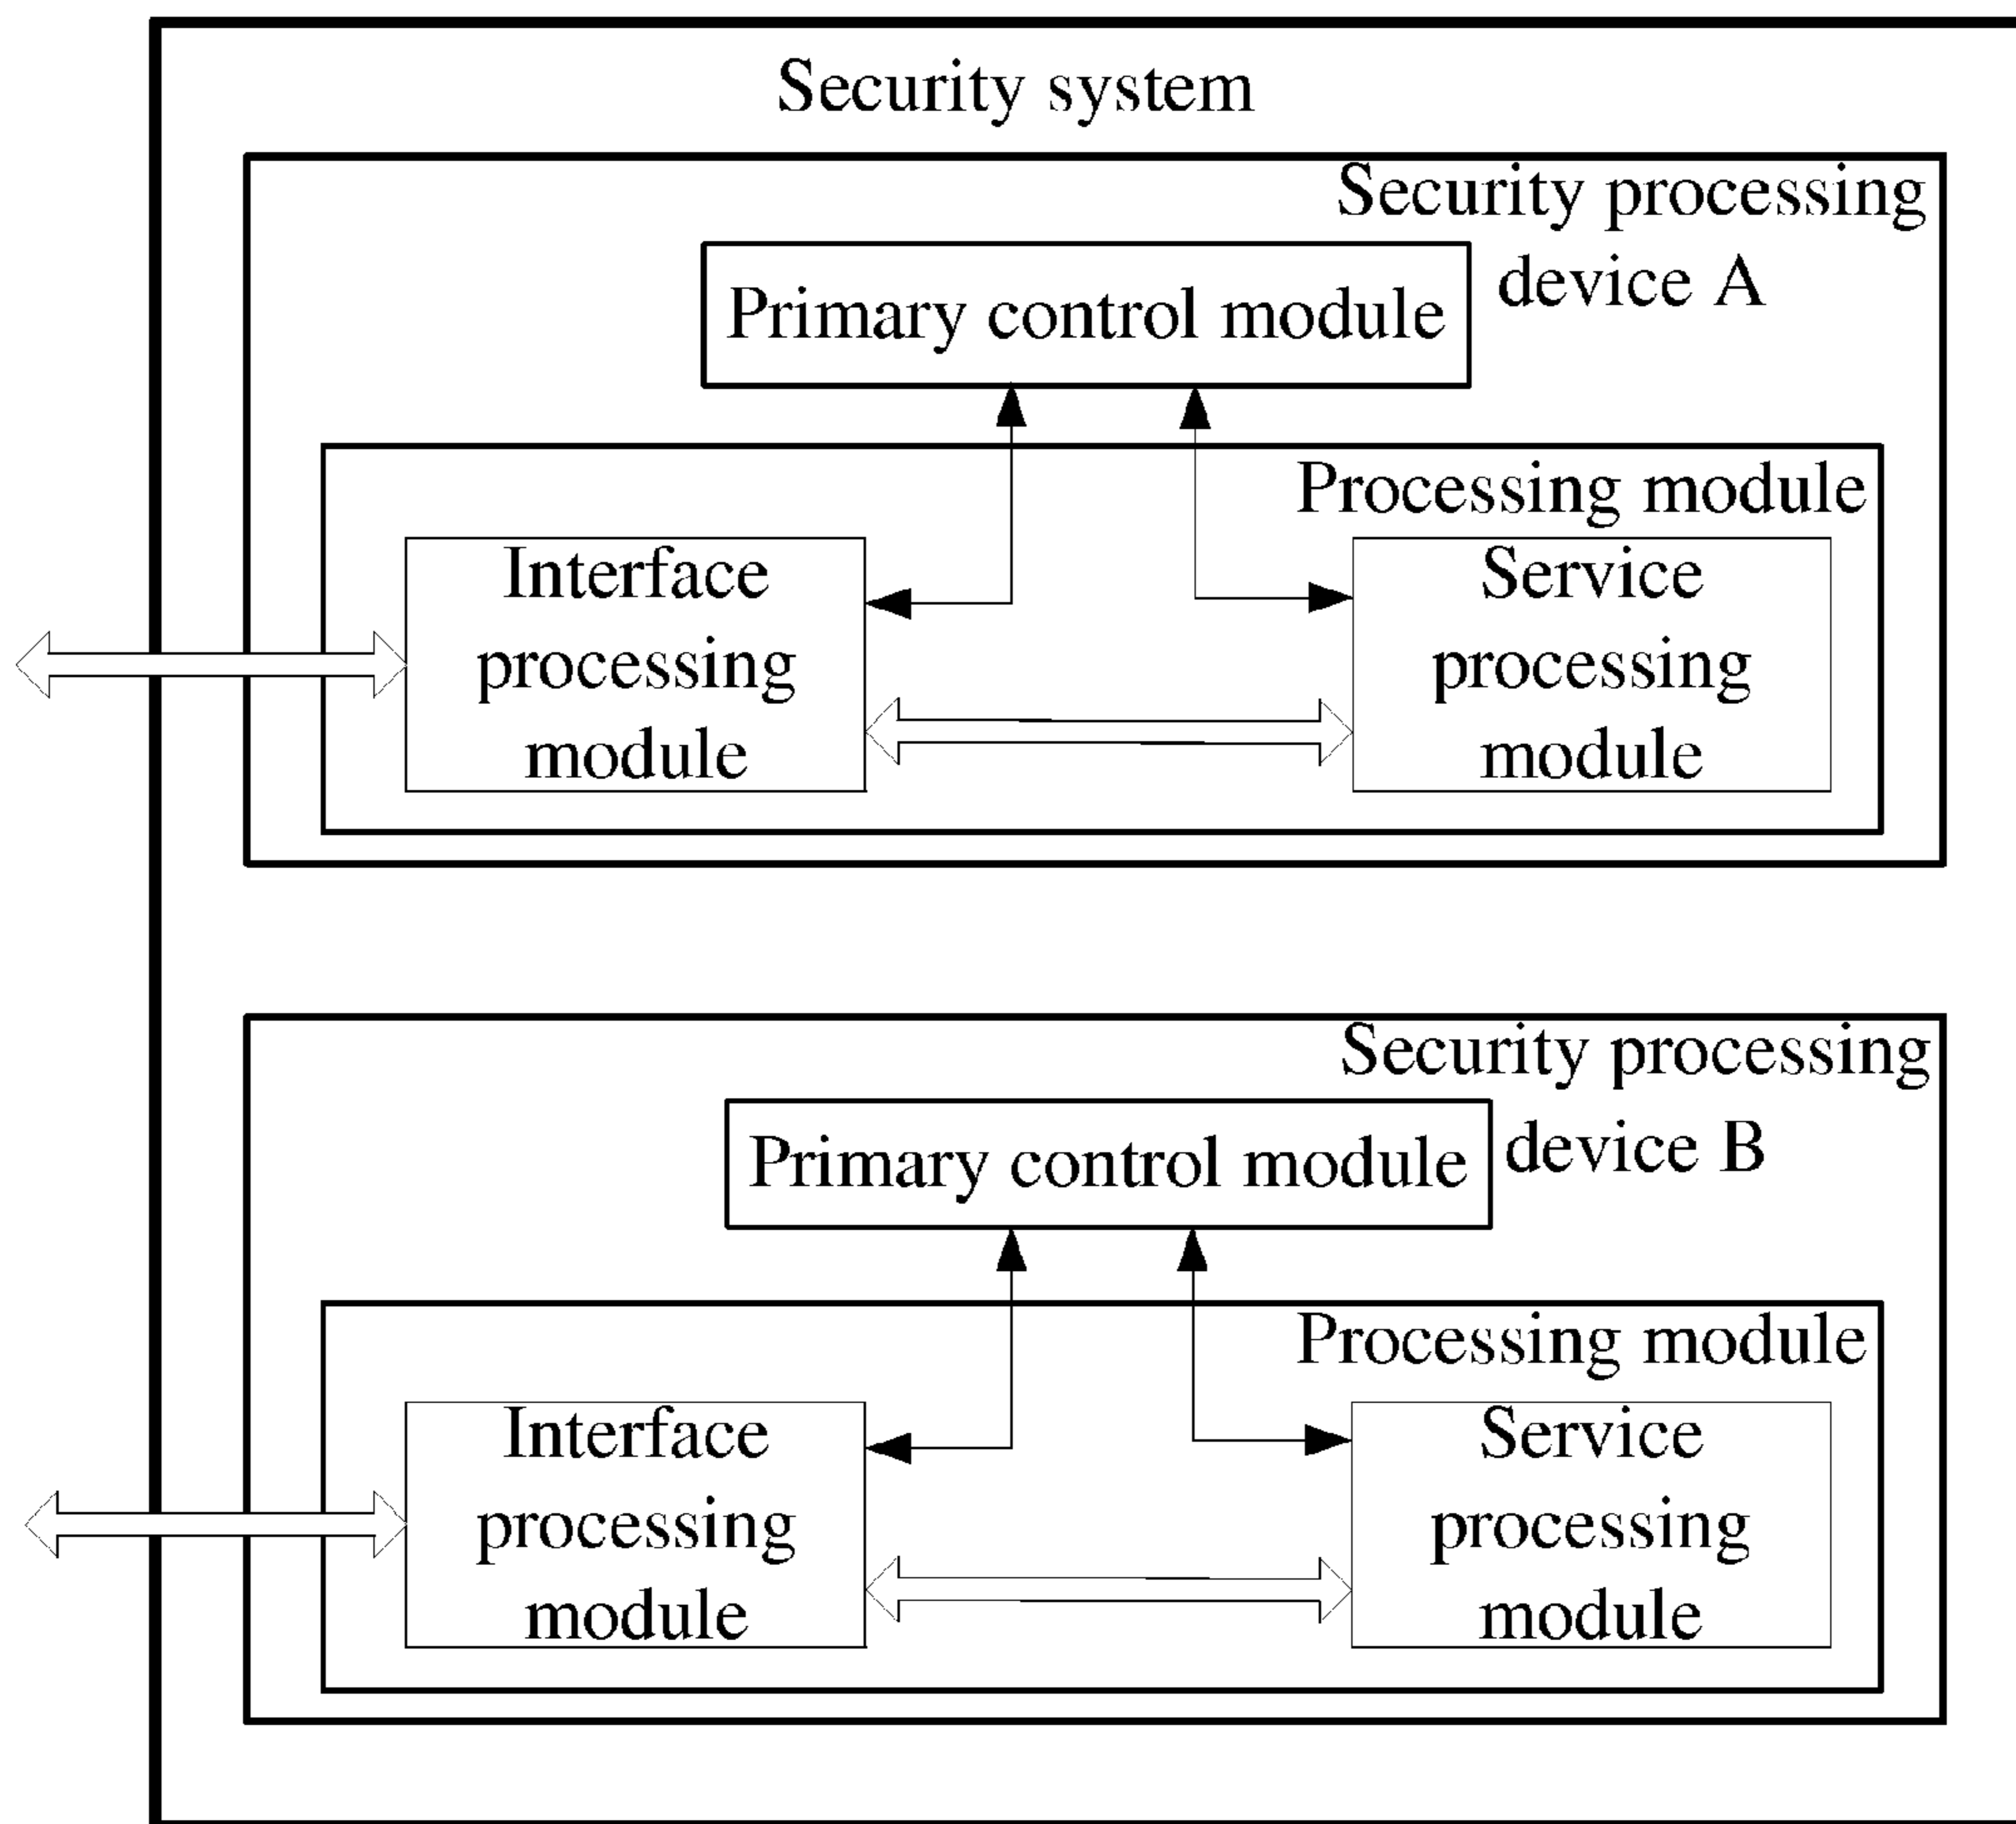 Security system
Security processing
device A
Primary control module
Processing module
Interface
processing
module
Service
processing
module
Security processing
device B
Primary control module
Processing module
Interface
processing
module
Service
processing
module